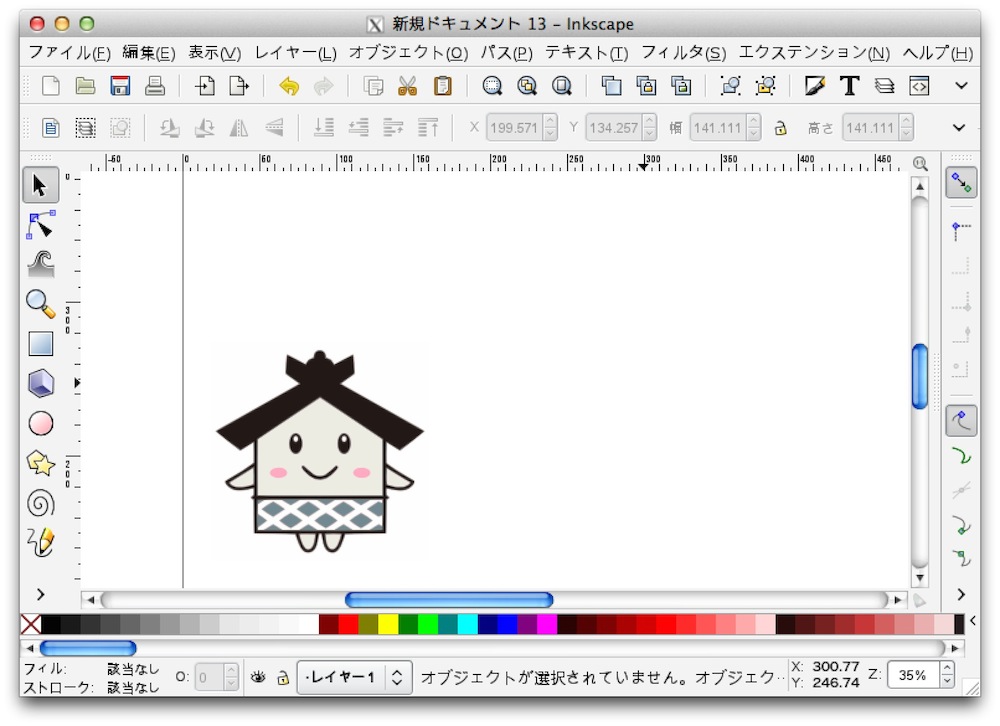 新規ドキュメント 13 - Inkscape
ファイル(F) 編集(E) 表示(V) レイヤー(L) オブジェクト(O) パス(P) テキスト(T) フィルタ(S) エクステンション(N) ヘルプ(H)
X 199.571 Y 134.257 幅 141.111 高さ 141.111
-50 0 50 100 150 200 250 300 350 400 450
0
300
200
フィル: 該当なし O: 0 ·レイヤー1 オブジェクトが選択されていません。オブジェク·· X: 300.77 Z: 35%
ストローク: 該当なし Y: 246.74